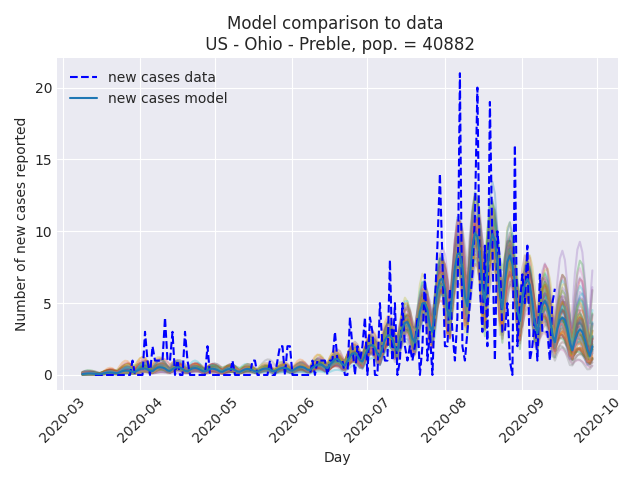 Model comparison to data
US - Ohio - Preble, pop. = 40882
new cases data
new cases model
Number of new cases reported
20
15
10
5
0
2020-03
2020-04
2020-05
2020-06
2020-07
2020-08
2020-09
2020-10
Day